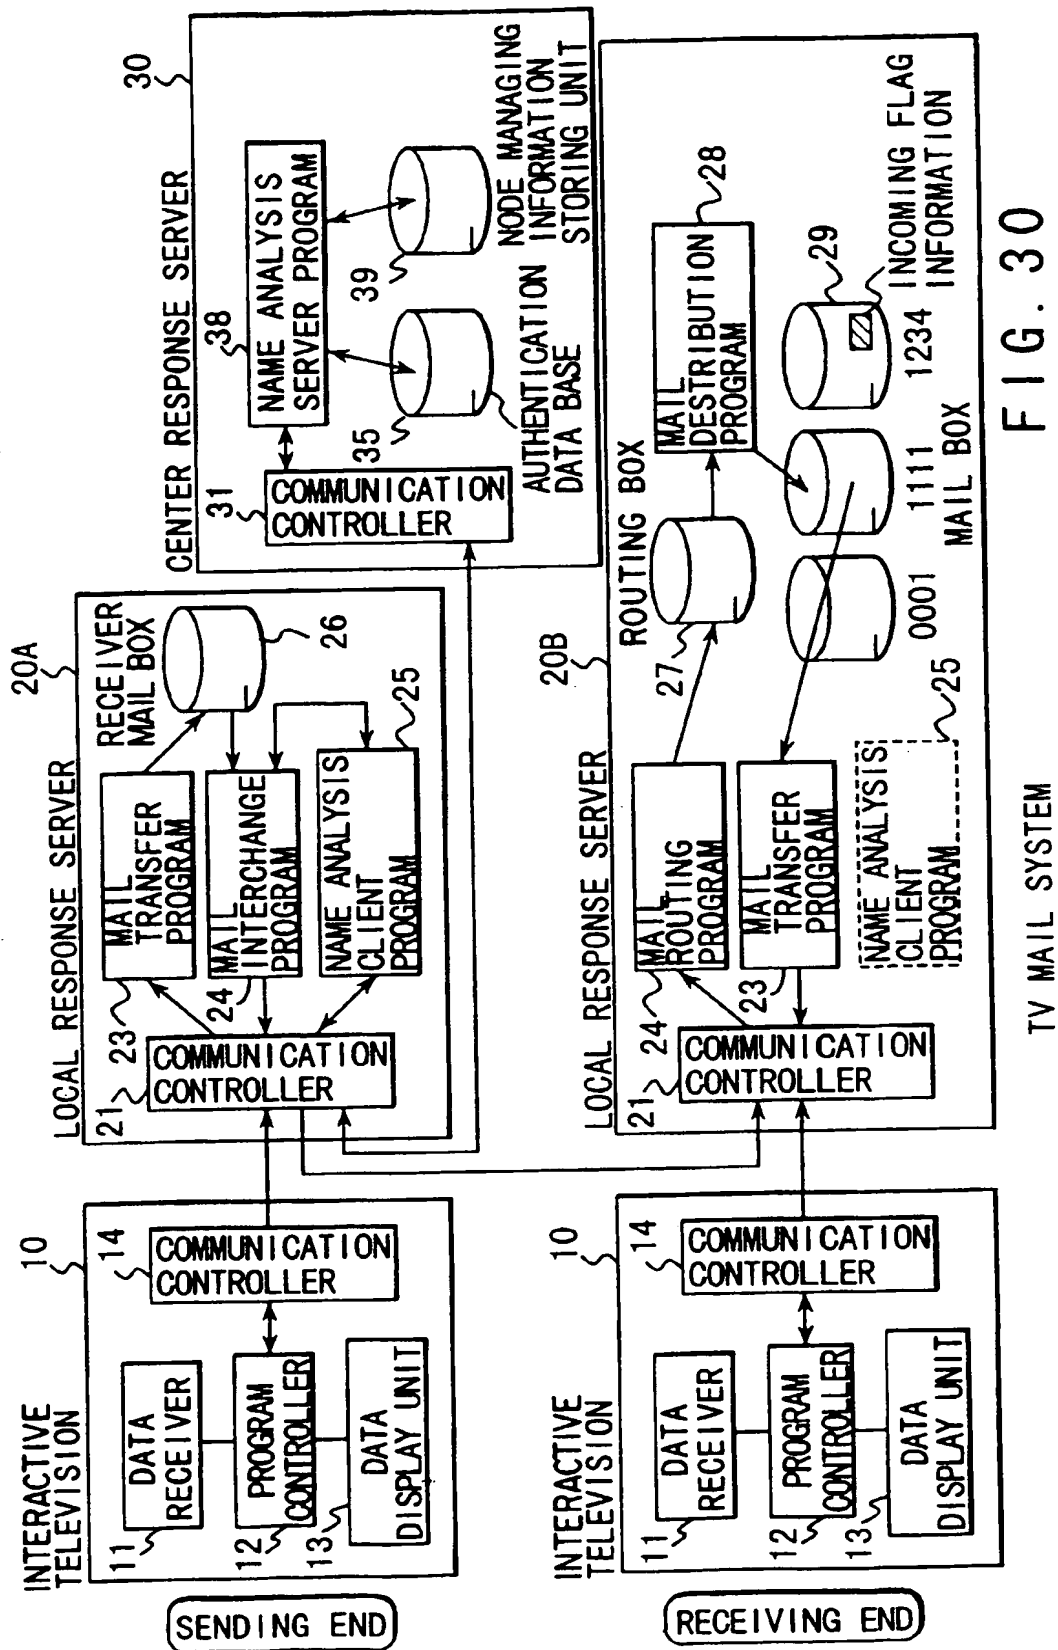 SENDING END
INTERACTIVE
TELEVISION
10
11
DATA
RECEIVER
12
PROGRAM
CONTROLLER
13
DATA
DISPLAY UNIT
14
COMMUNICATION
CONTROLLER
LOCAL RESPONSE SERVER
20A
21
COMMUNICATION
CONTROLLER
23
MAIL
TRANSFER
PROGRAM
24
MAIL
INTERCHANGE
PROGRAM
NAME ANALYSIS
CLIENT
PROGRAM
25
RECEIVER
MAIL BOX
26
CENTER RESPONSE SERVER
30
31
COMMUNICATION
CONTROLLER
38
NAME ANALYSIS
SERVER PROGRAM
35
39
AUTHENTICATION
DATA BASE
NODE MANAGING
INFORMATION
STORING UNIT
RECEIVING END
INTERACTIVE
TELEVISION
10
11
DATA
RECEIVER
12
PROGRAM
CONTROLLER
13
DATA
DISPLAY UNIT
14
COMMUNICATION
CONTROLLER
LOCAL RESPONSE SERVER
20B
21
COMMUNICATION
CONTROLLER
24
MAIL
ROUTING
PROGRAM
23
MAIL
TRANSFER
PROGRAM
NAME ANALYSIS
CLIENT
PROGRAM
25
ROUTING BOX
27
MAIL
DESTRIBUTION
PROGRAM
28
29
0001
1111
1234
MAIL BOX
INCOMING FLAG
INFORMATION
TV MAIL SYSTEM
FIG. 30